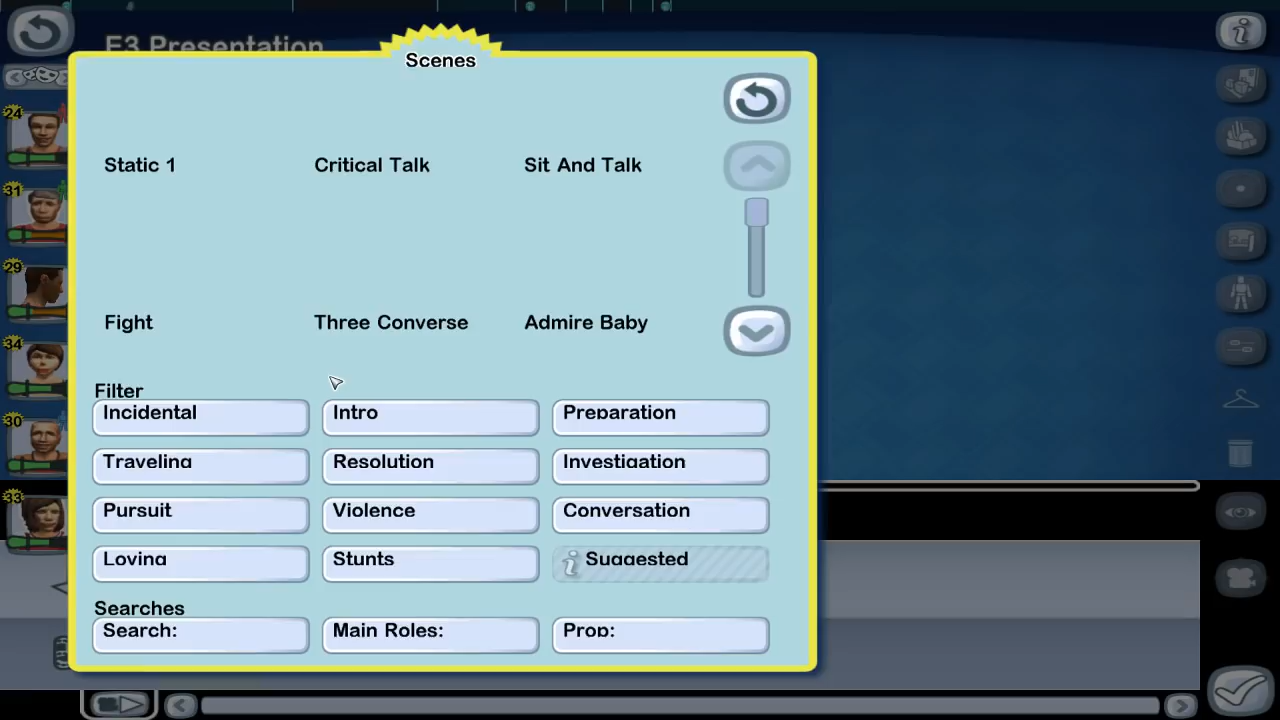 E3 Presentation
Scenes
24
31
29
34
30
33
Static 1
Critical Talk
Sit And Talk
Fight
Three Converse
Admire Baby
Filter
Incidental
Intro
Preparation
Traveling
Resolution
Investigation
Pursuit
Violence
Conversation
Loving
Stunts
Suggested
Searches
Search:
Main Roles:
Prop: